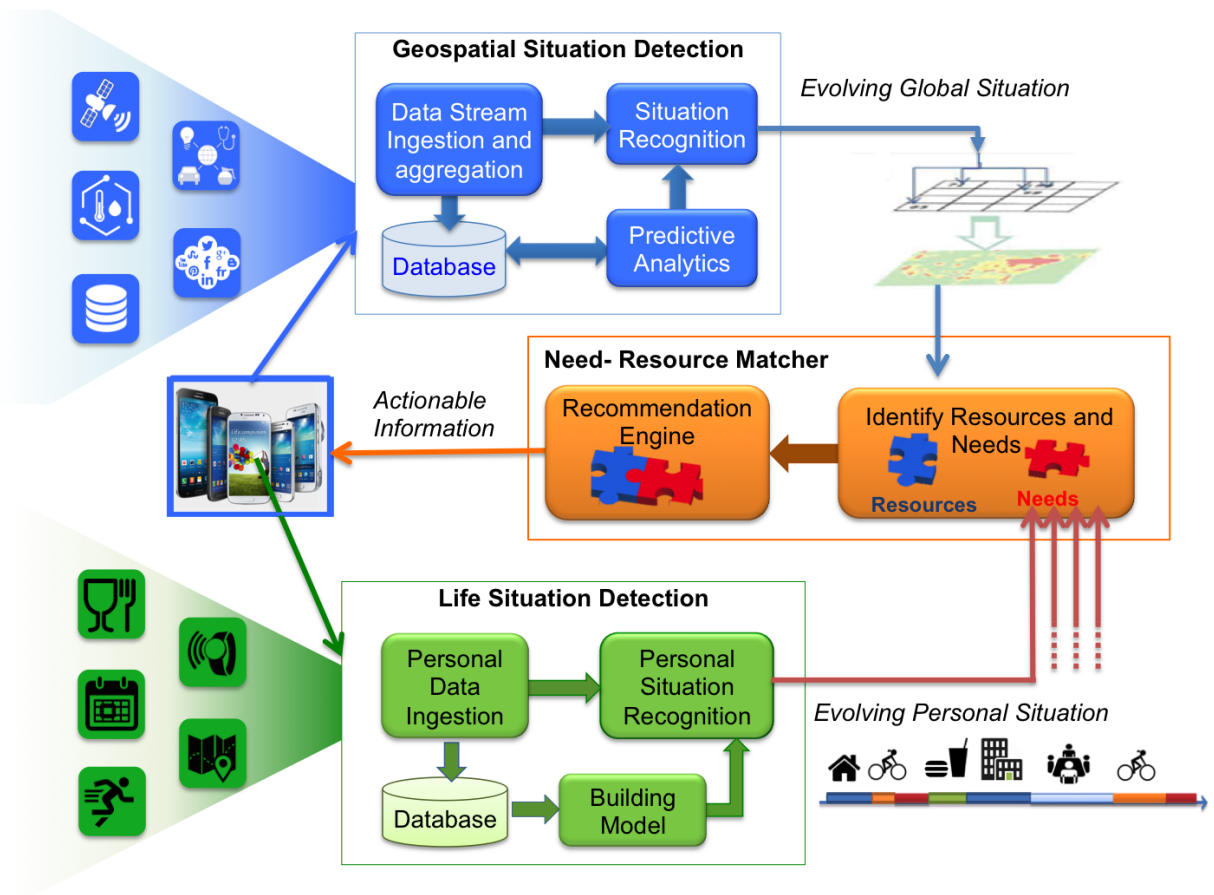 Geospatial Situation Detection
Data Stream
Ingestion and
aggregation
Situation
Recognition
Database
Predictive
Analytics
Evolving Global Situation
Need- Resource Matcher
Recommendation
Engine
Identify Resources and
Needs
Resources
Needs
Actionable
Information
Life Situation Detection
Personal
Data
Ingestion
Personal
Situation
Recognition
Database
Building
Model
Evolving Personal Situation